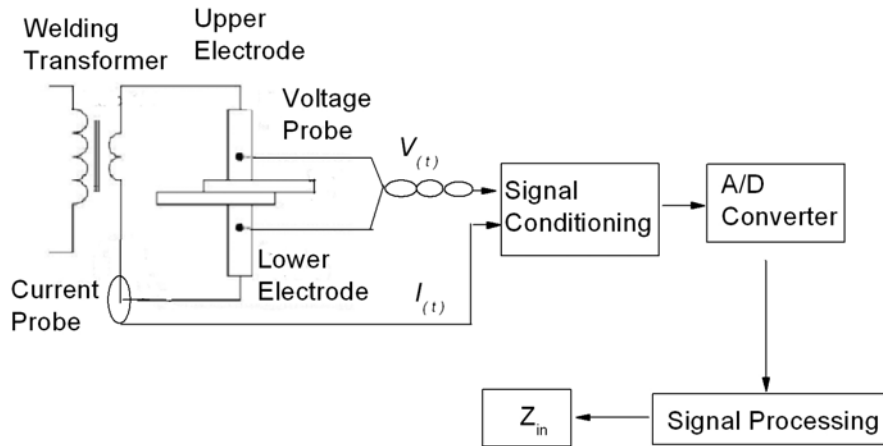 Welding
Transformer
Upper
Electrode
Voltage
Probe
V(t)
Signal
Conditioning
A/D
Converter
Lower
Electrode
Current
Probe
I(t)
Zin
Signal Processing